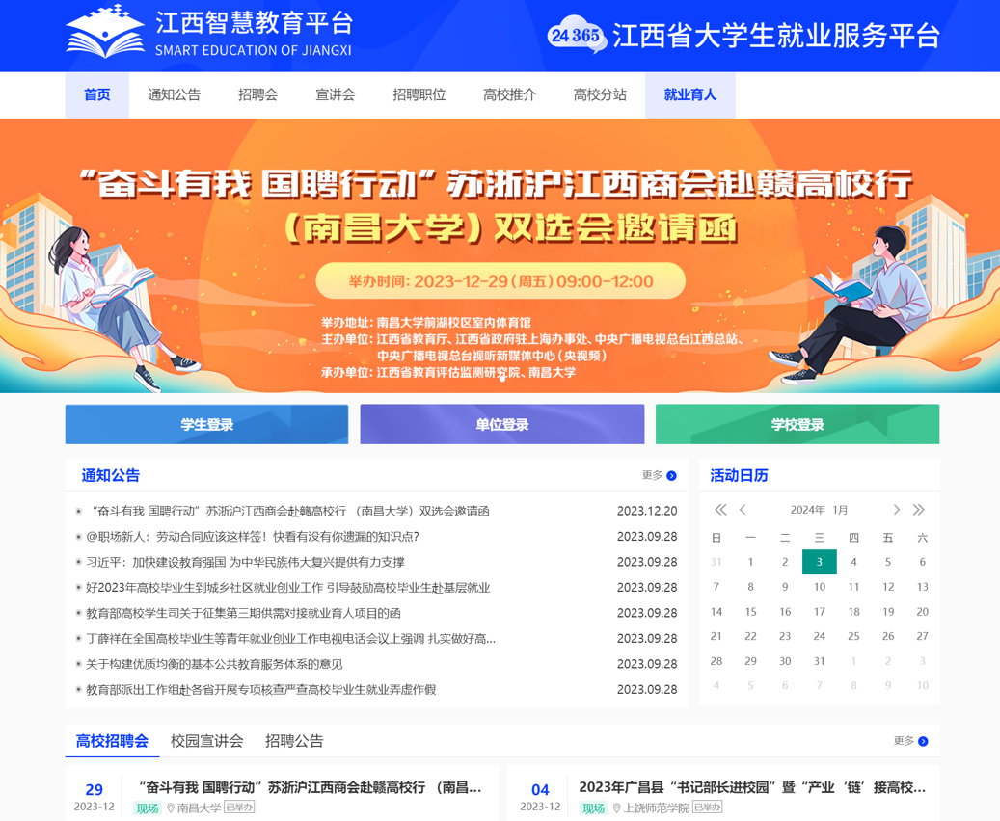 江西智慧教育平台
SMART EDUCATION OF JIANGXI
24 365 江西省大学生就业服务平台
首页 通知公告 招聘会 宣讲会 招聘职位 高校推介 高校分站 就业育人
“奋斗有我 国聘行动”苏浙沪江西商会赴赣高校行
（南昌大学）双选会邀请函
举办时间：2023-12-29（周五）09:00-12:00
举办地址：南昌大学前湖校区室内体育馆
主办单位：江西省教育厅、江西省政府驻上海办事处、中央广播电视总台江西总站、
中央广播电视总台视听新媒体中心（央视频）
承办单位：江西省教育评估监测研究院、南昌大学
学生登录 单位登录 学校登录
通知公告 更多
“奋斗有我 国聘行动”苏浙沪江西商会赴赣高校行 （南昌大学）双选会邀请函 2023.12.20
@职场新人：劳动合同应该这样签！快看有没有你遗漏的知识点? 2023.09.28
习近平：加快建设教育强国 为中华民族伟大复兴提供有力支撑 2023.09.28
好2023年高校毕业生到城乡社区就业创业工作 引导鼓励高校毕业生赴基层就业 2023.09.28
教育部高校学生司关于征集第三期供需对接就业育人项目的函 2023.09.28
丁薛祥在全国高校毕业生等青年就业创业工作电视电话会议上强调 扎实做好高... 2023.09.28
关于构建优质均衡的基本公共教育服务体系的意见 2023.09.28
教育部派出工作组赴各省开展专项核查严查高校毕业生就业弄虚作假 2023.09.28
活动日历
2024年 1月
日 一 二 三 四 五 六
31 1 2 3 4 5 6
7 8 9 10 11 12 13
14 15 16 17 18 19 20
21 22 23 24 25 26 27
28 29 30 31 1 2 3
4 5 6 7 8 9 10
高校招聘会 校园宣讲会 招聘公告 更多
29
2023-12
“奋斗有我 国聘行动”苏浙沪江西商会赴赣高校行 （南昌...
现场 南昌大学 已举办
04
2023-12
2023年广昌县“书记部长进校园”暨“产业‘链’接高校...
现场 上饶师范学院 已举办